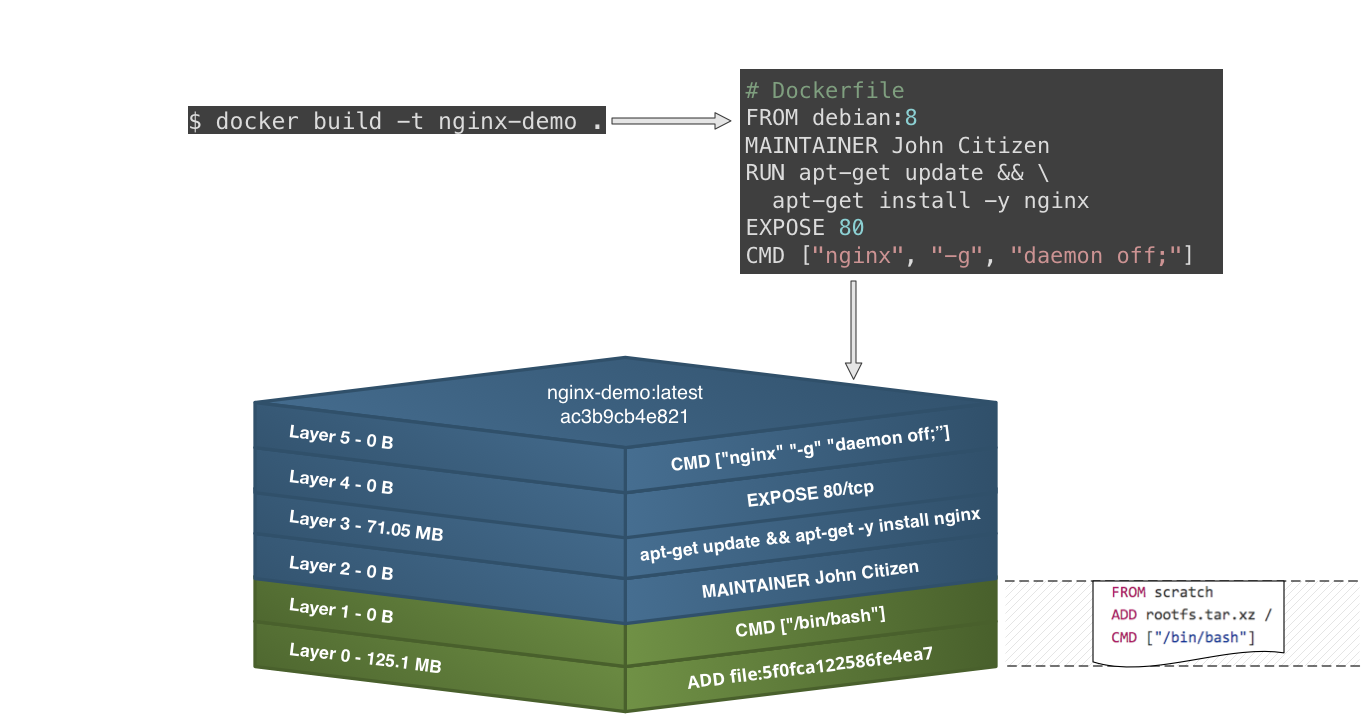 $ docker build -t nginx-demo .
# Dockerfile
FROM debian:8
MAINTAINER John Citizen
RUN apt-get update && \
apt-get install -y nginx
EXPOSE 80
CMD ["nginx", "-g", "daemon off;"]
nginx-demo:latest
ac3b9cb4e821
Layer 5 - 0 B
CMD ["nginx" "-g" "daemon off;”]
Layer 4 - 0 B
EXPOSE 80/tcp
Layer 3 - 71.05 MB
apt-get update && apt-get -y install nginx
Layer 2 - 0 B
MAINTAINER John Citizen
Layer 1 - 0 B
CMD ["/bin/bash"]
Layer 0 - 125.1 MB
ADD file:5f0fca122586fe4ea7
FROM scratch
ADD rootfs.tar.xz /
CMD ["/bin/bash"]